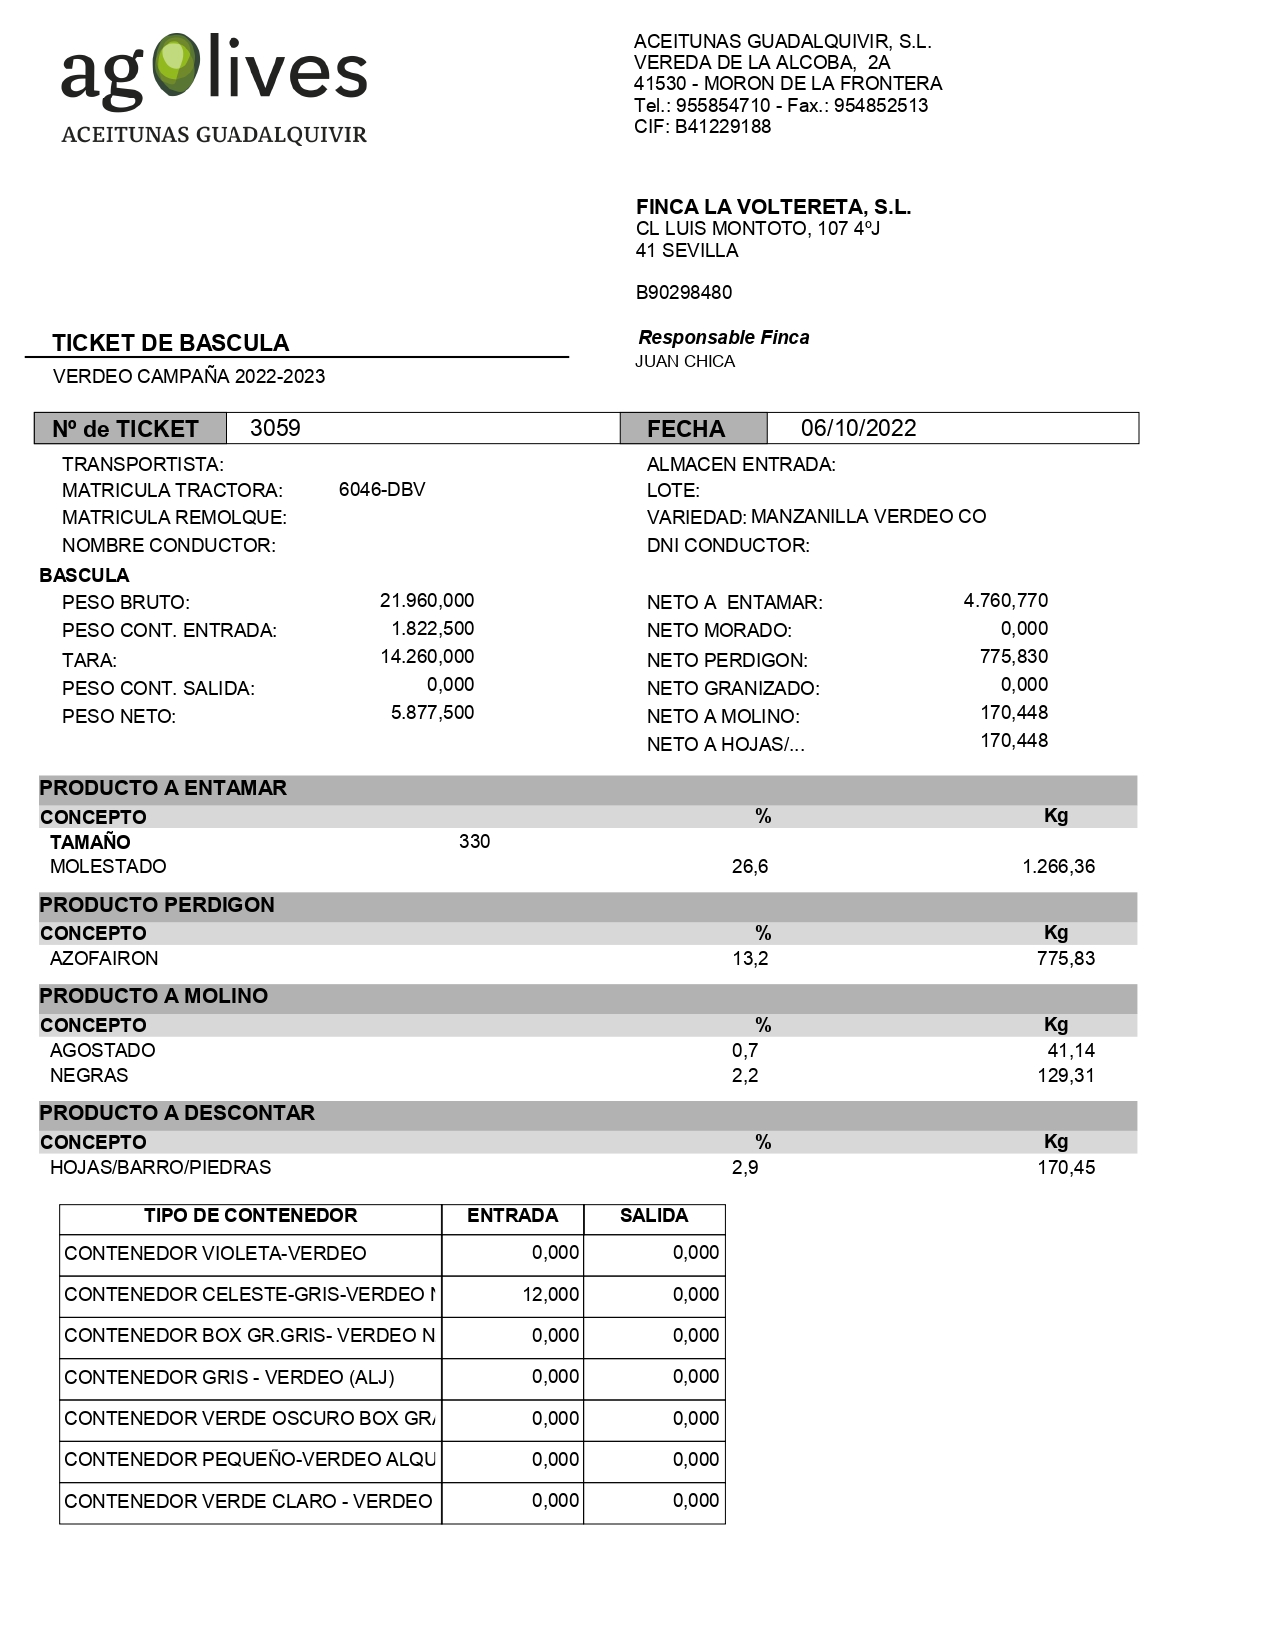 agOlives
ACEITUNAS GUADALQUIVIR
ACEITUNAS GUADALQUIVIR, S.L.
VEREDA DE LA ALCOBA, 2A
41530 - MORON DE LA FRONTERA
Tel.: 955854710 - Fax.: 954852513
CIF: B41229188
FINCA LA VOLTERETA, S.L.
CL LUIS MONTOTO, 107 4ºJ
41 SEVILLA
B90298480
TICKET DE BASCULA
VERDEO CAMPAÑA 2022-2023
Responsable Finca
JUAN CHICA
Nº de TICKET 3059 FECHA 06/10/2022
TRANSPORTISTA: ALMACEN ENTRADA:
MATRICULA TRACTORA: 6046-DBV LOTE:
MATRICULA REMOLQUE: VARIEDAD: MANZANILLA VERDEO CO
NOMBRE CONDUCTOR: DNI CONDUCTOR:
BASCULA
PESO BRUTO: 21.960,000 NETO A ENTAMAR: 4.760,770
PESO CONT. ENTRADA: 1.822,500 NETO MORADO: 0,000
TARA: 14.260,000 NETO PERDIGON: 775,830
PESO CONT. SALIDA: 0,000 NETO GRANIZADO: 0,000
PESO NETO: 5.877,500 NETO A MOLINO: 170,448
NETO A HOJAS/... 170,448
PRODUCTO A ENTAMAR
CONCEPTO % Kg
TAMAÑO 330
MOLESTADO 26,6 1.266,36
PRODUCTO PERDIGON
CONCEPTO % Kg
AZOFAIRON 13,2 775,83
PRODUCTO A MOLINO
CONCEPTO % Kg
AGOSTADO 0,7 41,14
NEGRAS 2,2 129,31
PRODUCTO A DESCONTAR
CONCEPTO % Kg
HOJAS/BARRO/PIEDRAS 2,9 170,45
TIPO DE CONTENEDOR ENTRADA SALIDA
CONTENEDOR VIOLETA-VERDEO 0,000 0,000
CONTENEDOR CELESTE-GRIS-VERDEO N 12,000 0,000
CONTENEDOR BOX GR.GRIS- VERDEO N 0,000 0,000
CONTENEDOR GRIS - VERDEO (ALJ) 0,000 0,000
CONTENEDOR VERDE OSCURO BOX GRA 0,000 0,000
CONTENEDOR PEQUEÑO-VERDEO ALQU 0,000 0,000
CONTENEDOR VERDE CLARO - VERDEO 0,000 0,000